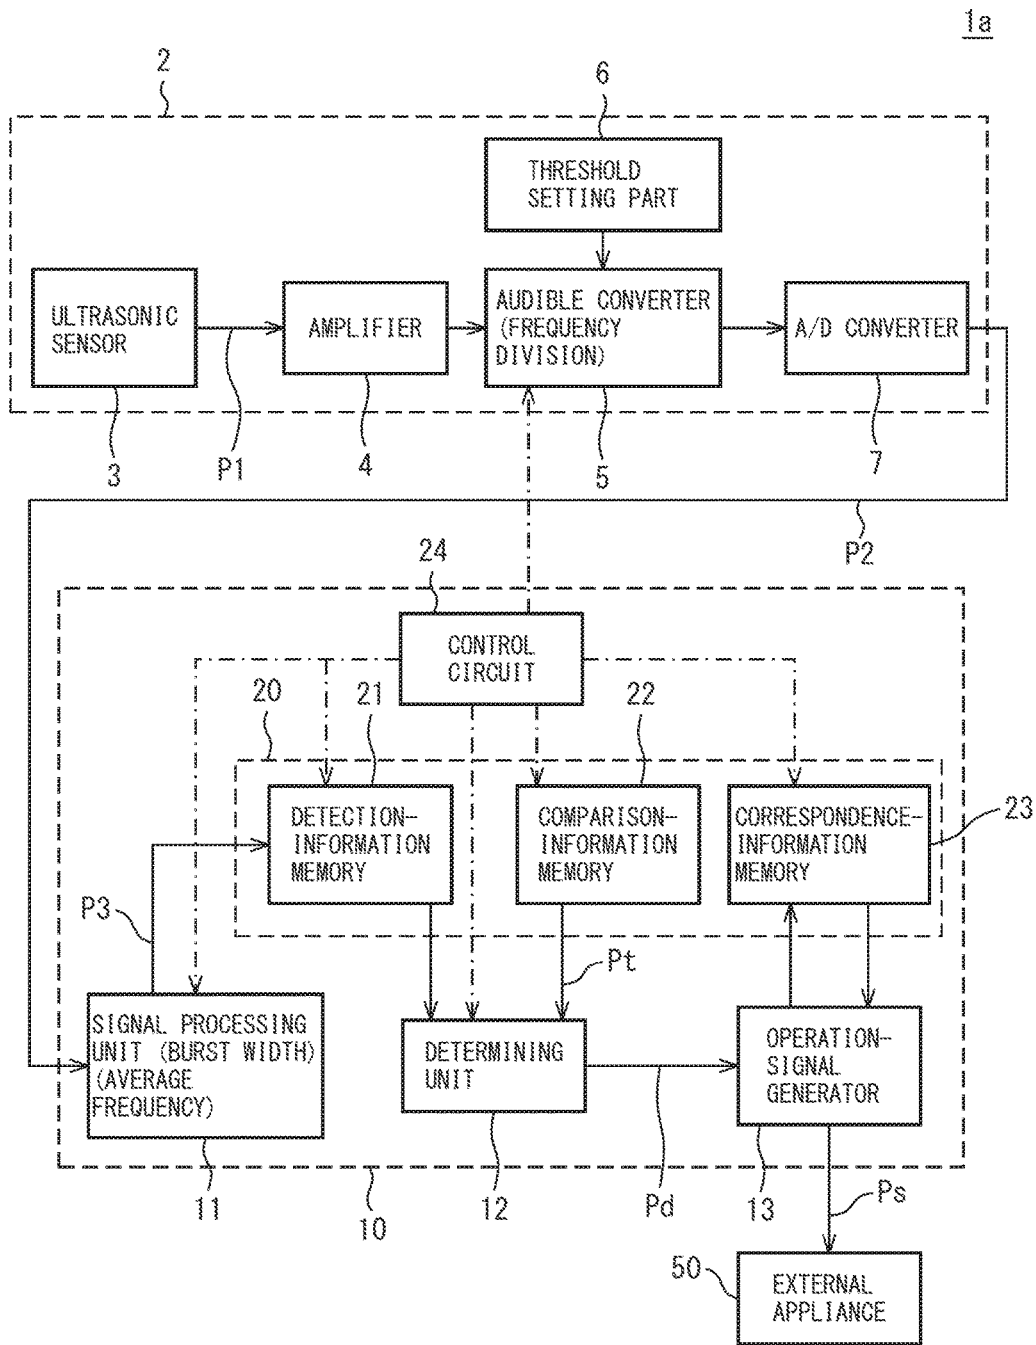 1a
2
6
THRESHOLD
SETTING PART
ULTRASONIC
SENSOR
AMPLIFIER
AUDIBLE CONVERTER
(FREQUENCY
DIVISION)
A/D CONVERTER
3
P1
4
5
7
P2
24
CONTROL
CIRCUIT
20
21
22
DETECTION-
INFORMATION
MEMORY
COMPARISON-
INFORMATION
MEMORY
CORRESPONDENCE-
INFORMATION
MEMORY
23
P3
Pt
SIGNAL PROCESSING
UNIT (BURST WIDTH)
(AVERAGE
FREQUENCY)
DETERMINING
UNIT
OPERATION-
SIGNAL
GENERATOR
11
10
12
Pd
13
Ps
50
EXTERNAL
APPLIANCE